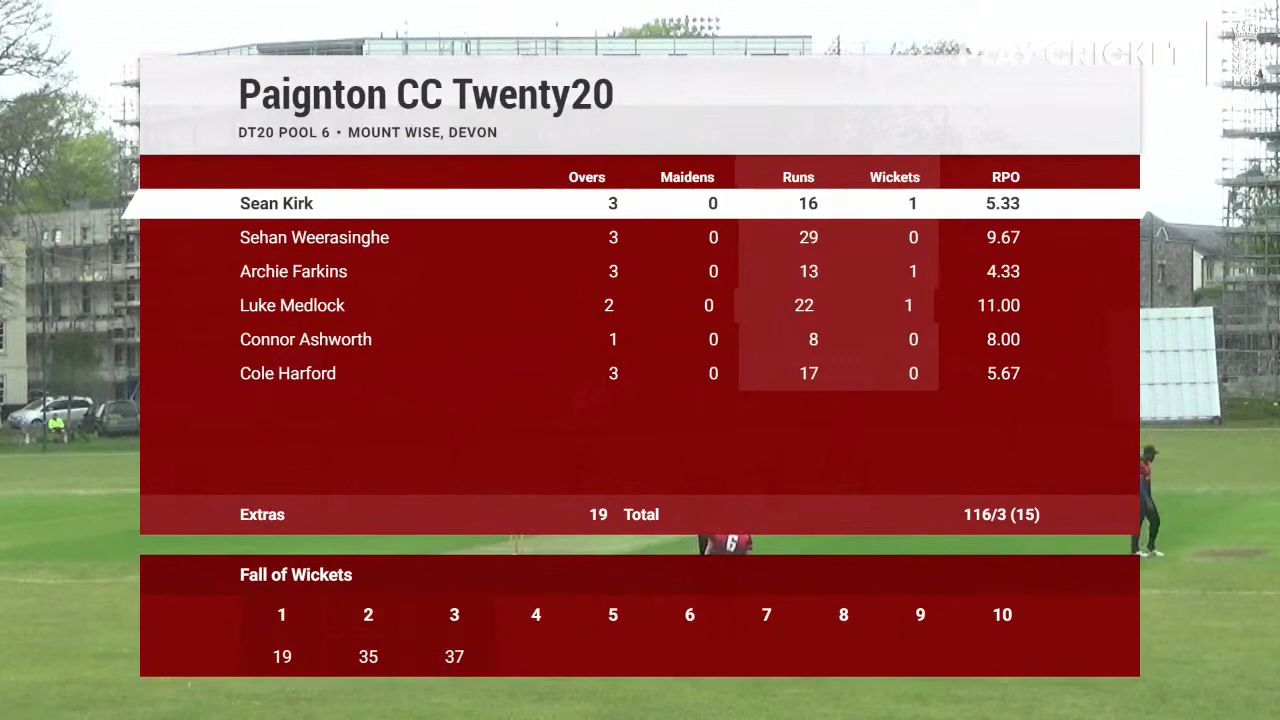 PLAY-CRICKET
Paignton CC Twenty20
DT20 POOL 6 • MOUNT WISE, DEVON
Overs Maidens Runs Wickets RPO
Sean Kirk 3 0 16 1 5.33
Sehan Weerasinghe 3 0 29 0 9.67
Archie Farkins 3 0 13 1 4.33
Luke Medlock 2 0 22 1 11.00
Connor Ashworth 1 0 8 0 8.00
Cole Harford 3 0 17 0 5.67
Extras 19 Total 116/3 (15)
6
Fall of Wickets
1 2 3 4 5 6 7 8 9 10
19 35 37